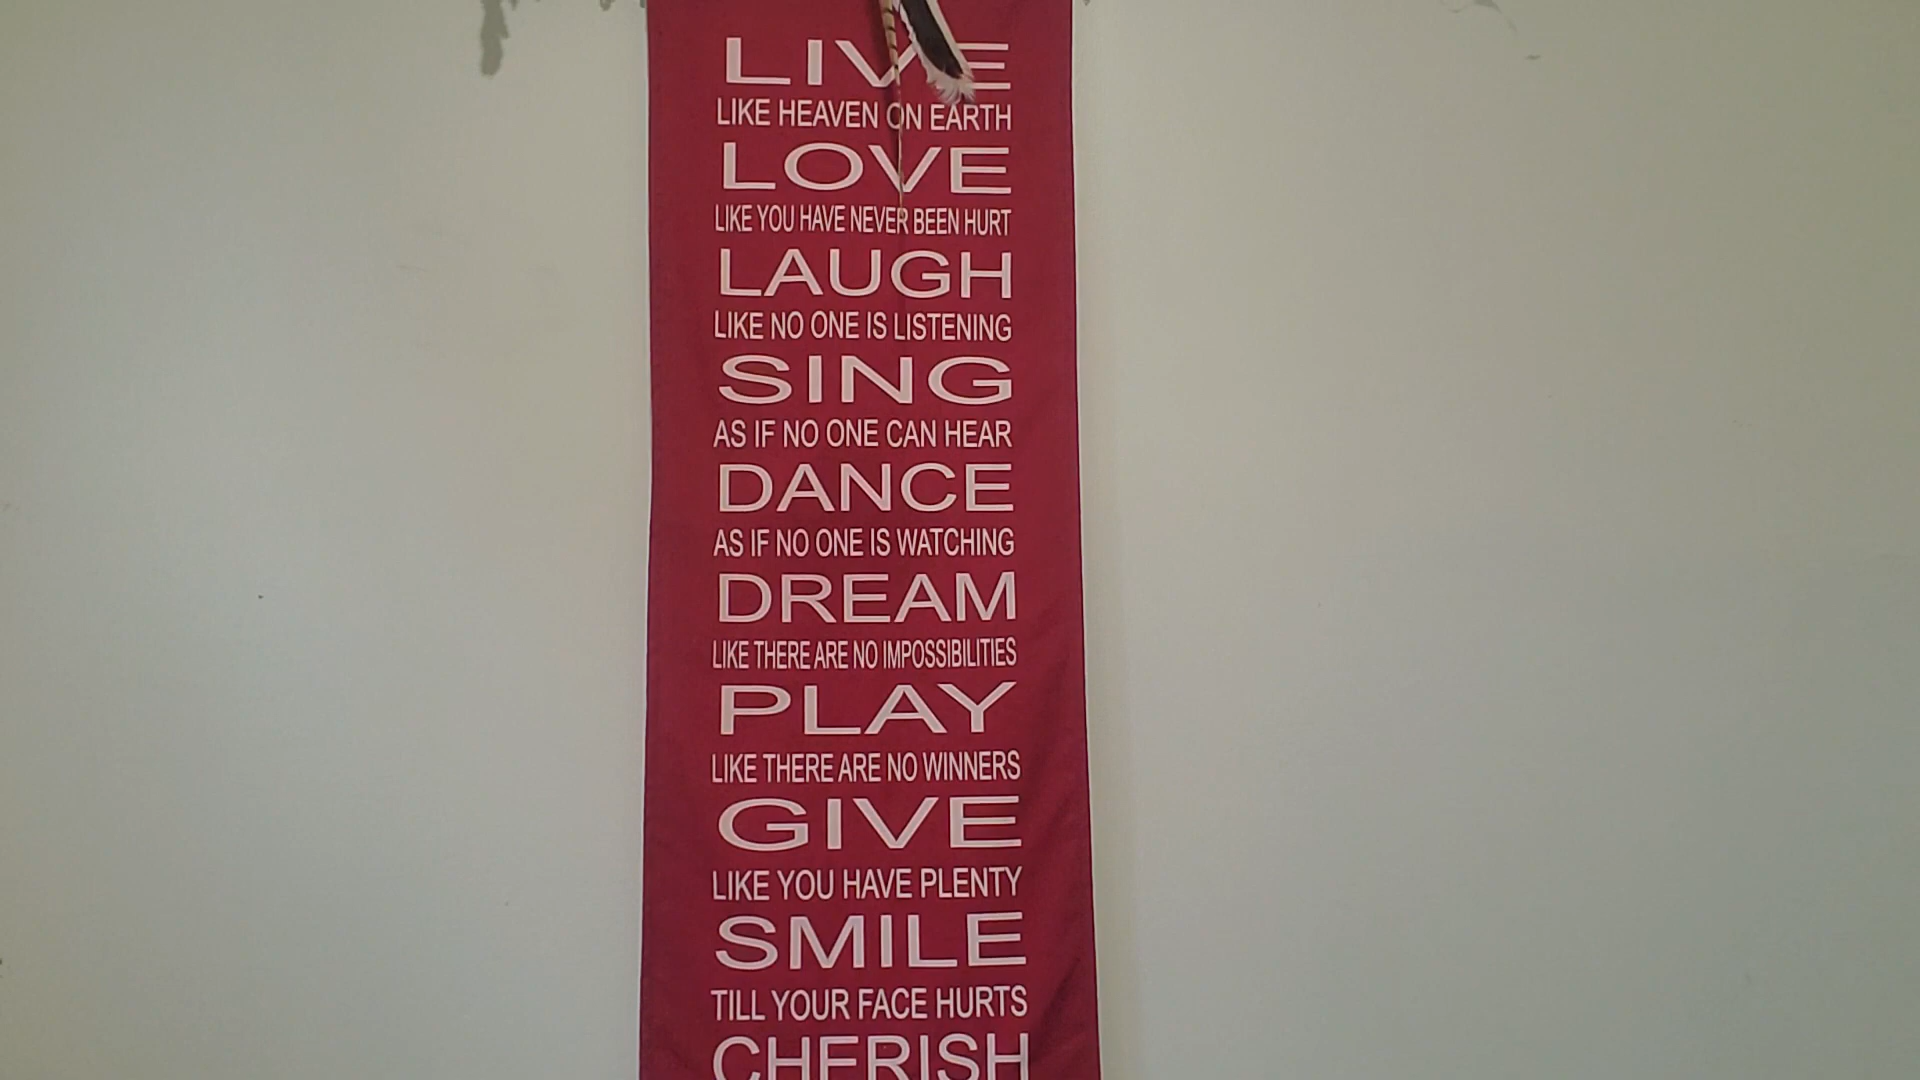 LIVE
LIKE HEAVEN ON EARTH
LOVE
LIKE YOU HAVE NEVER BEEN HURT
LAUGH
LIKE NO ONE IS LISTENING
SING
AS IF NO ONE CAN HEAR
DANCE
AS IF NO ONE IS WATCHING
DREAM
LIKE THERE ARE NO IMPOSSIBILITIES
PLAY
LIKE THERE ARE NO WINNERS
GIVE
LIKE YOU HAVE PLENTY
SMILE
TILL YOUR FACE HURTS
CHERISH